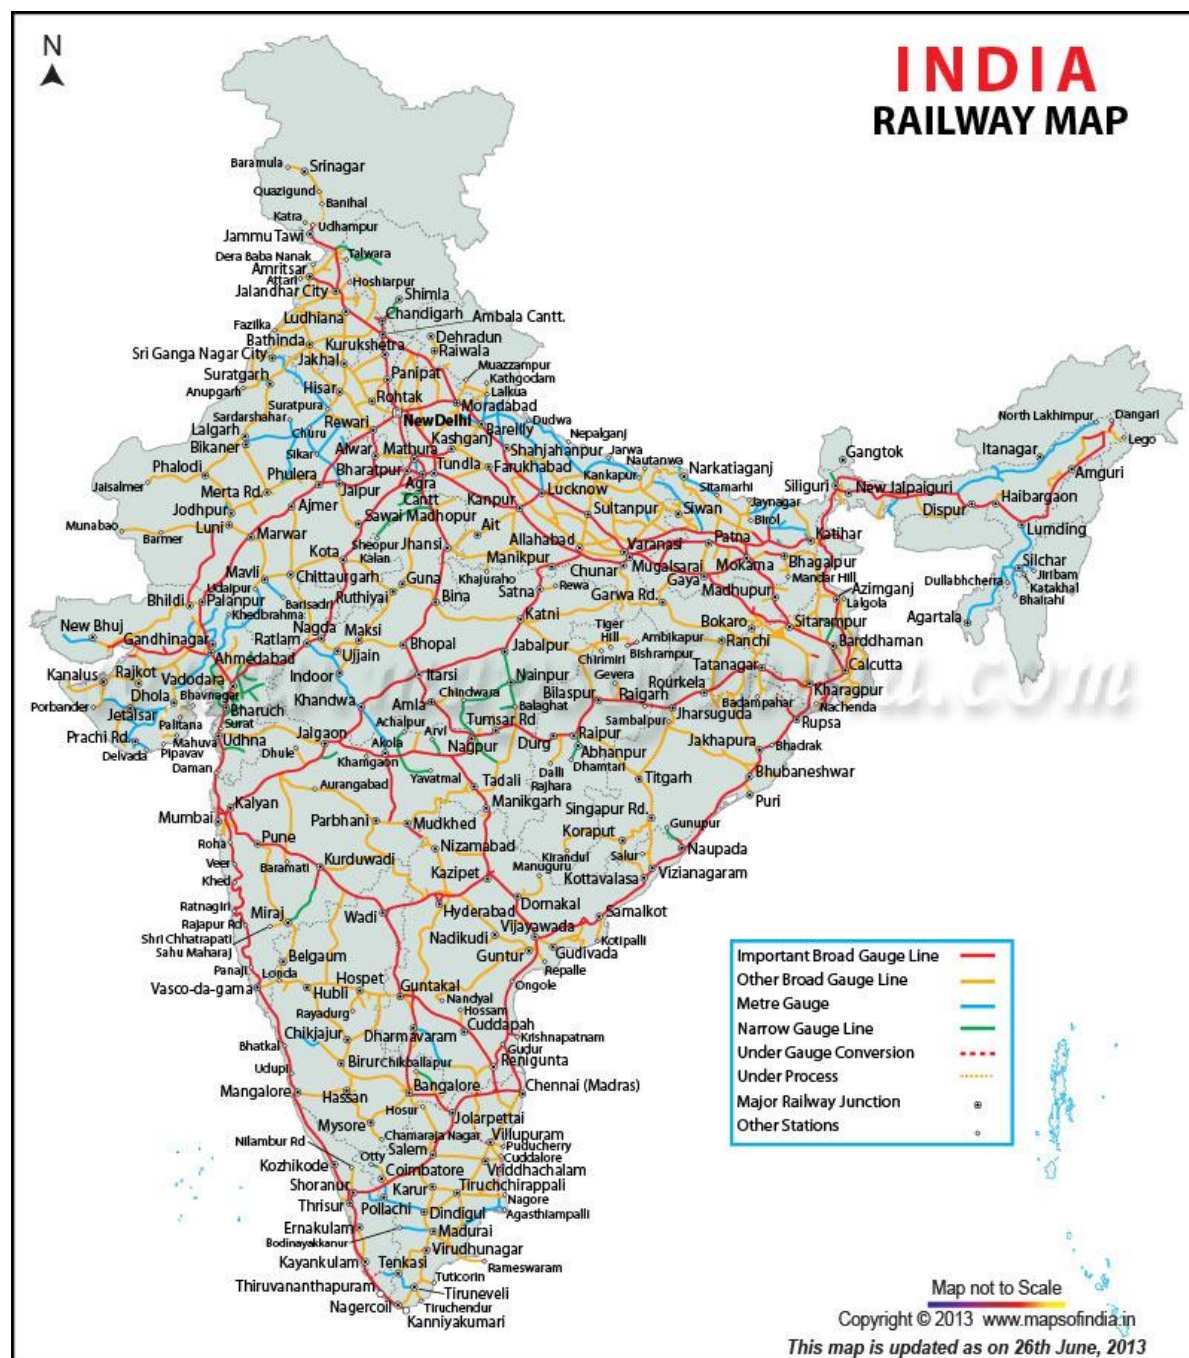 N
INDIA
RAILWAY MAP
Baramula
Srinagar
Quazigund
Banihal
Katra
Udhampur
Jammu Tawi
Dera Baba Nanak
Talwara
Amritsar
Attari
Hoshiarpur
Jalandhar City
Shimla
Ludhiana
Chandigarh
Ambala Cantt.
Fazilka
Bathinda
Kurukshetra
Dehradun
Raiwala
Sri Ganga Nagar City
Jakhal
Muazzampur
Suratgarh
Panipat
Kathgodam
Anupgarh
Hisar
Lalkua
Rohtak
Suratpura
Moradabad
Sardarshahar
Rewari
New Delhi
Dudwa
Lalgarh
Churu
Bareilly
Nepalganj
Bikaner
Alwar
Mathura
Kashganj
Shahjahanpur
Jarwa
Sikar
Nautanwa
Phalodi
Phulera
Bharatpur
Tundla
Farukhabad
Kankapur
Narkatiaganj
Jaisalmer
Jaipur
Agra
Cantt
Kanpur
Lucknow
Sitamarhi
Merta Rd.
Ajmer
Jaynagar
Jodhpur
Sawai Madhopur
Ait
Sultanpur
Siwan
Birol
Munabao
Luni
Barmer
Marwar
Kota
Sheopur
Kalan
Jhansi
Allahabad
Varanasi
Patna
Katihar
Manikpur
Chunar
Mugalsarai
Mokama
Bhagalpur
Mavli
Chittaurgarh
Guna
Khajuraho
Gaya
Mandar Hill
Udaipur
Satna
Rewa
Madhupur
Azimganj
Bhildi
Palanpur
Barisadri
Ruthiyai
Bina
Garwa Rd.
Lalgola
Khedbrahma
Katni
New Bhuj
Nagda
Maksi
Tiger
Hill
Bokaro
Sitarampur
Gandhinagar
Ratlam
Bhopal
Jabalpur
Ambikapur
Ranchi
Barddhaman
Ahmedabad
Ujjain
Chirimiri
Bishrampur
Kanalus
Rajkot
Vadodara
Indoor
Itarsi
Nainpur
Gevera
Tatanagar
Calcutta
Dhola
Bhavnagar
Khandwa
Chindwara
Bilaspur
Raigarh
Rourkela
Kharagpur
Porbander
Jetalsar
Bharuch
Amla
Balaghat
Badampahar
Nachenda
Palitana
Surat
Achalpur
Tumsar Rd
Sambalpur
Jharsuguda
Rupsa
Prachi Rd.
Mahuva
Udhna
Jalgaon
Akola
Arvi
Nagpur
Durg
Raipur
Jakhapura
Delvada
Pipavav
Dhule
Khamgaon
Abhanpur
Bhadrak
Daman
Yavatmal
Dalli
Rajhara
Dhamtari
Aurangabad
Tadali
Titgarh
Bhubaneshwar
Kalyan
Manikgarh
Puri
Mumbai
Parbhani
Mudkhed
Singapur Rd.
Gunupur
Roha
Pune
Nizamabad
Koraput
Naupada
Veer
Baramati
Kurduwadi
Kirandul
Salur
Khed
Kazipet
Manuguru
Kottavalasa
Vizianagaram
Ratnagiri
Miraj
Wadi
Hyderabad
Dornakal
Samalkot
Rajapur Rd
Shri Chhatrapati
Sahu Maharaj
Nadikudi
Vijayawada
Kotipalli
Belgaum
Guntur
Gudivada
Panaji
Londa
Repalle
Vasco-da-gama
Hubli
Hospet
Guntakal
Ongole
Rayadurg
Nandyal
Hossam
Chikjajur
Dharmavaram
Cuddapah
Krishnapatnam
Bhatkal
Gudur
Birur
Chikballapur
Renigunta
Udupi
Mangalore
Hassan
Bangalore
Chennai (Madras)
Hosur
Jolarpettai
Mysore
Chamaraja Nagar
Villupuram
Nilambur Rd
Salem
Puducherry
Cuddalore
Kozhikode
Otty
Coimbatore
Vriddhachalam
Shoranur
Karur
Tiruchchirappali
Thrisur
Pollachi
Nagore
Dindigul
Agasthiampalli
Ernakulam
Madurai
Bodinayakkanur
Virudhunagar
Kayankulam
Tenkasi
Rameswaram
Tuticorin
Thiruvananthapuram
Tiruneveli
Nagercoil
Tiruchendur
Kanniyakumari
North Lakhimpur
Dangari
Itanagar
Lego
Gangtok
Amguri
Siliguri
New Jalpaiguri
Haibargaon
Dispur
Lumding
Silchar
Dullabhcherra
Jiribam
Katakhal
Bhairahi
Agartala
Important Broad Gauge Line
Other Broad Gauge Line
Metre Gauge
Narrow Gauge Line
Under Gauge Conversion
Under Process
Major Railway Junction
Other Stations
Map not to Scale
Copyright © 2013 www.mapsofindia.in
This map is updated as on 26th June, 2013